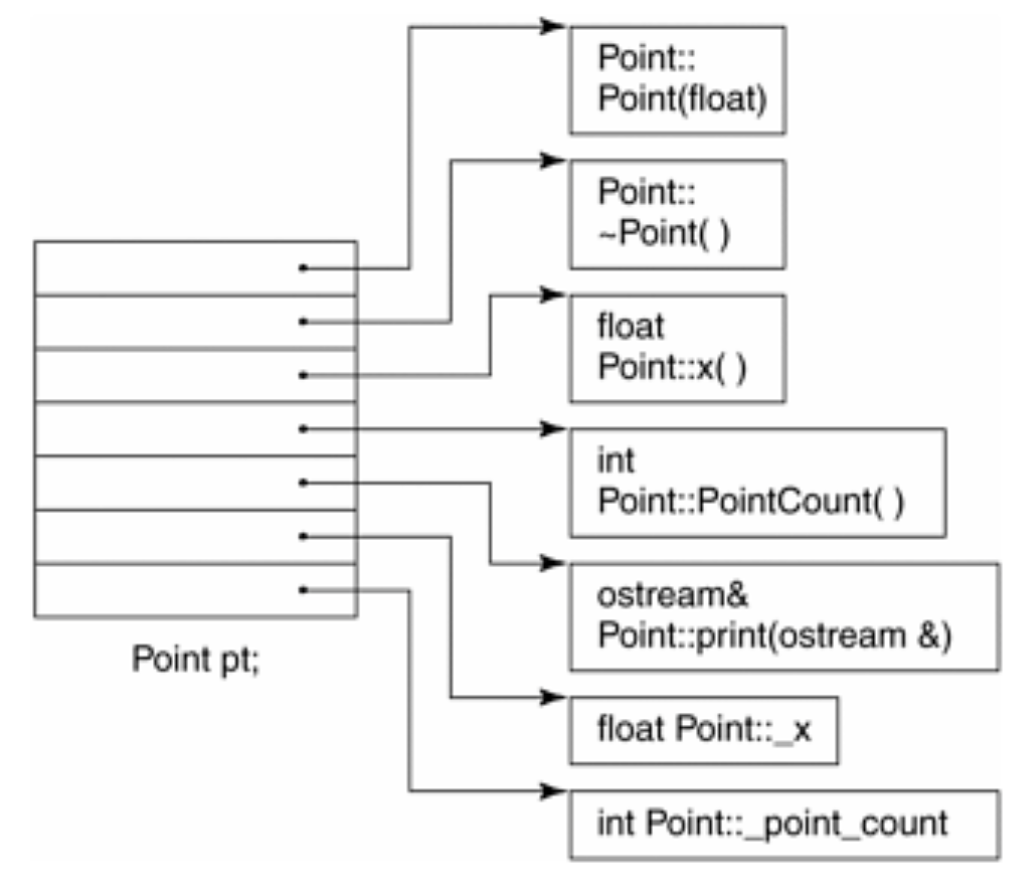 Point::
Point(float)
Point::
~Point( )
float
Point::x( )
int
Point::PointCount( )
ostream&
Point::print(ostream &)
Point pt;
float Point::_x
int Point::_point_count